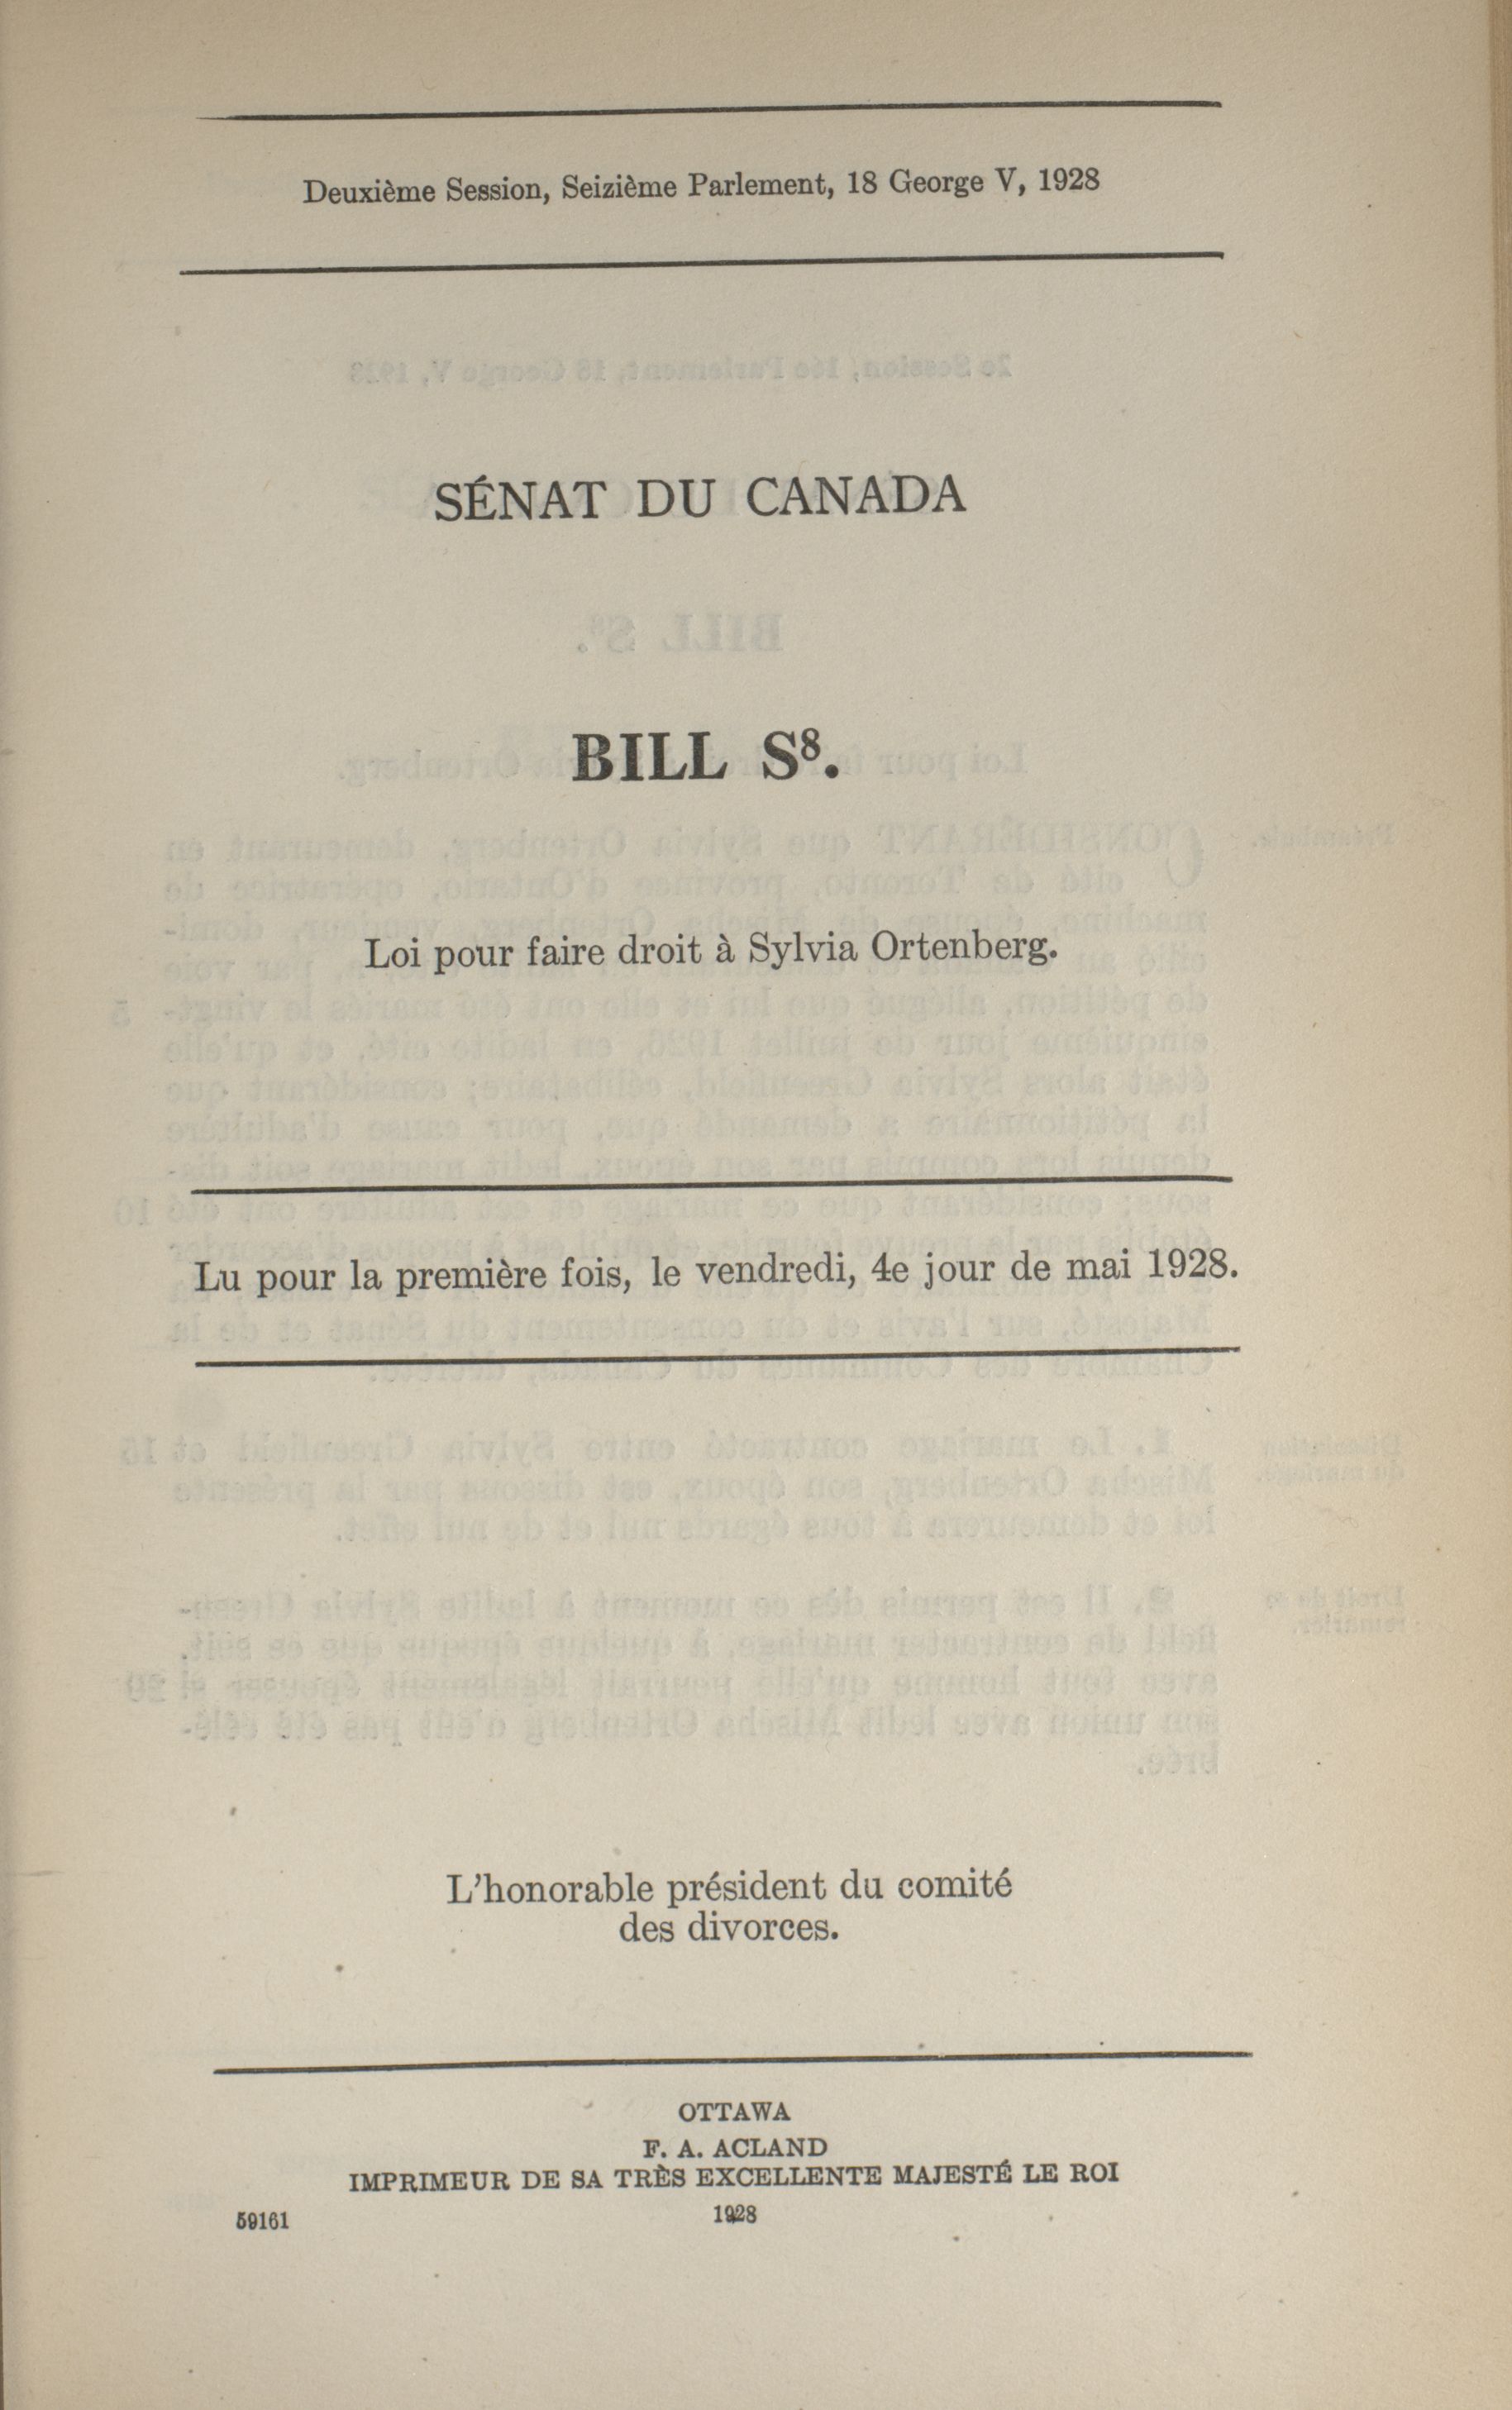 Deuxième Session, Seizième Parlement, 18 George V, 1928
SÉNAT DU CANADA
BILL S⁸.
Loi pour faire droit à Sylvia Ortenberg.
Lu pour la première fois, le vendredi, 4e jour de mai 1928.
L'honorable président du comité
des divorces.
OTTAWA
F. A. ACLAND
IMPRIMEUR DE SA TRÈS EXCELLENTE MAJESTÉ LE ROI
1928
59161